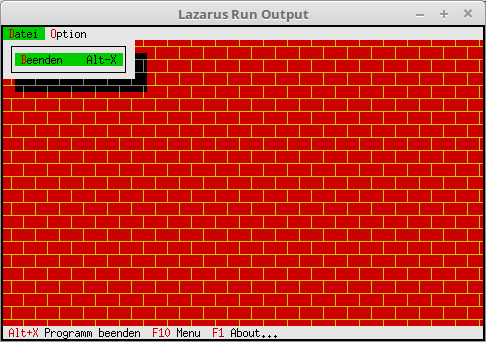 Lazarus Run Output
Datei Option
Beenden Alt-X
Alt+X Programm beenden F10 Menu F1 About...